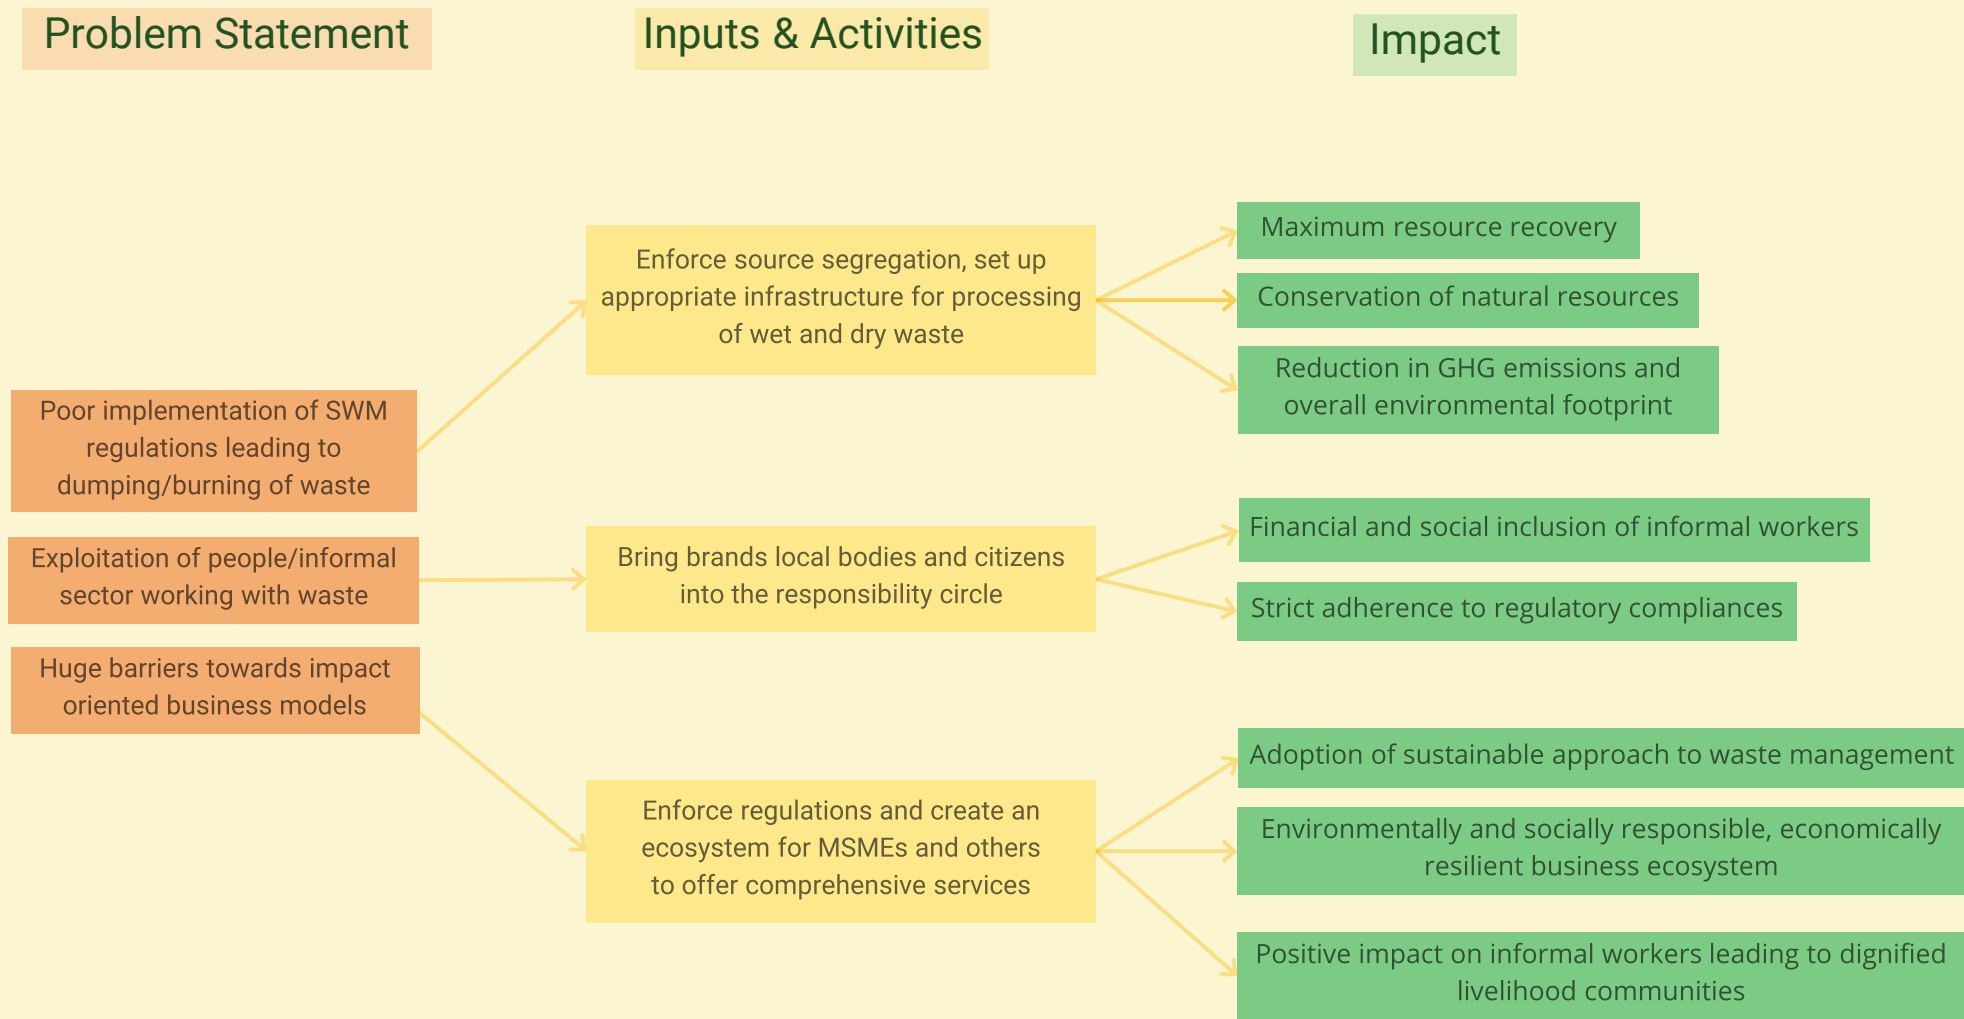 Problem Statement
Inputs & Activities
Impact
Poor implementation of SWM
regulations leading to
dumping/burning of waste
Exploitation of people/informal
sector working with waste
Huge barriers towards impact
oriented business models
Enforce source segregation, set up
appropriate infrastructure for processing
of wet and dry waste
Bring brands local bodies and citizens
into the responsibility circle
Enforce regulations and create an
ecosystem for MSMEs and others
to offer comprehensive services
Maximum resource recovery
Conservation of natural resources
Reduction in GHG emissions and
overall environmental footprint
Financial and social inclusion of informal workers
Strict adherence to regulatory compliances
Adoption of sustainable approach to waste management
Environmentally and socially responsible, economically
resilient business ecosystem
Positive impact on informal workers leading to dignified
livelihood communities